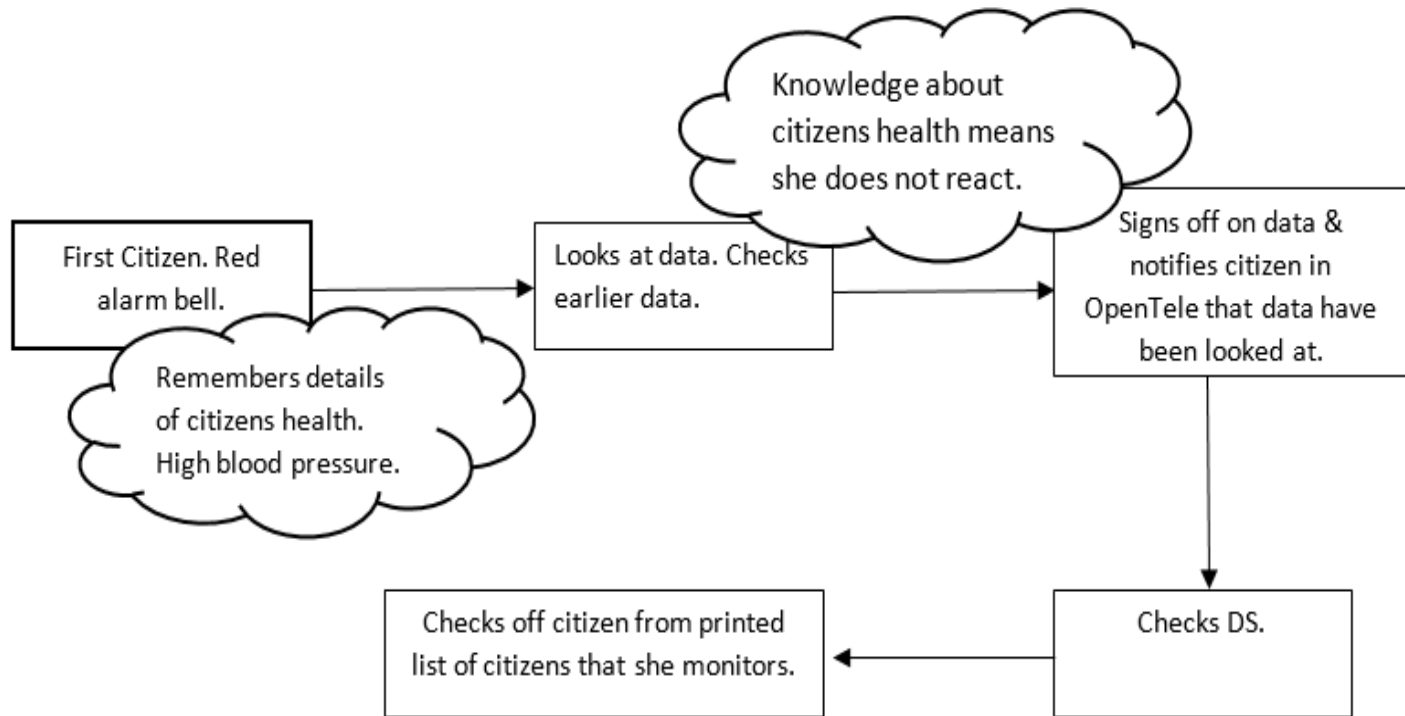 First Citizen. Red
alarm bell.
Remembers details
of citizens health.
High blood pressure.
Looks at data. Checks
earlier data.
Knowledge about
citizens health means
she does not react.
Signs off on data &
notifies citizen in
OpenTele that data have
been looked at.
Checks DS.
Checks off citizen from printed
list of citizens that she monitors.